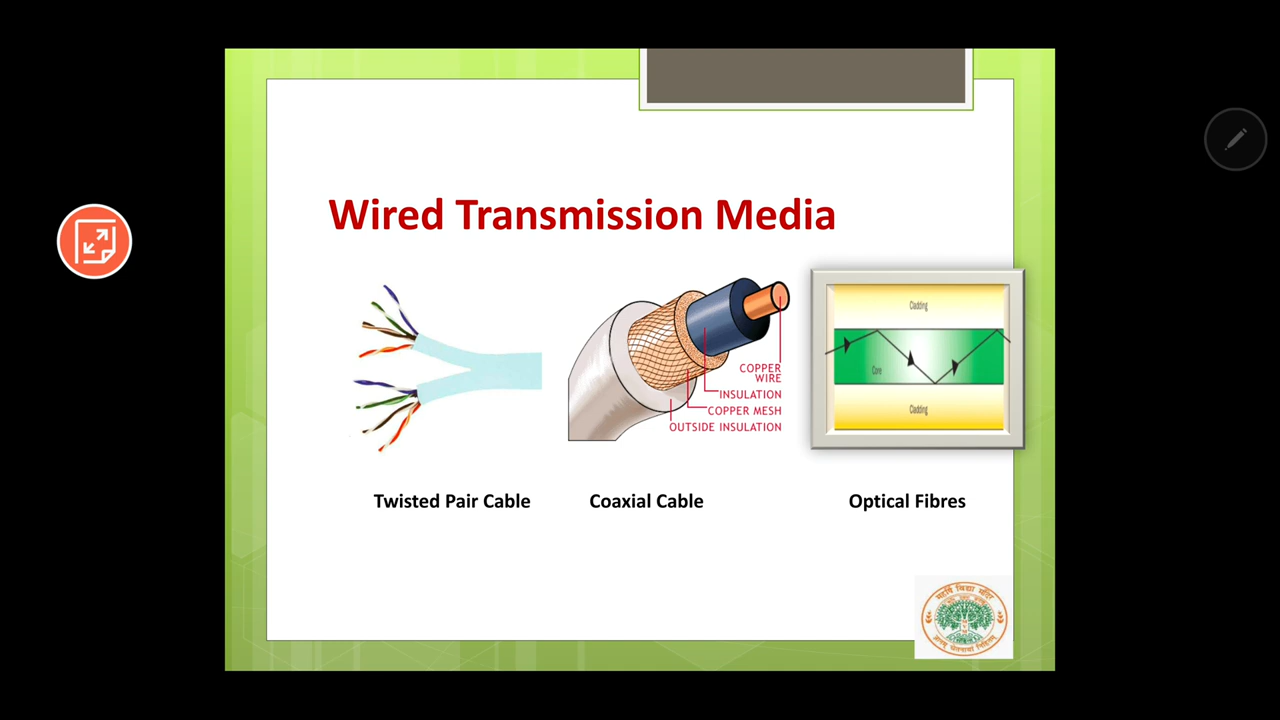 Wired Transmission Media
COPPER
WIRE
INSULATION
COPPER MESH
OUTSIDE INSULATION
Cladding
Core
Cladding
Twisted Pair Cable
Coaxial Cable
Optical Fibres
महर्षि विद्या मंदिर